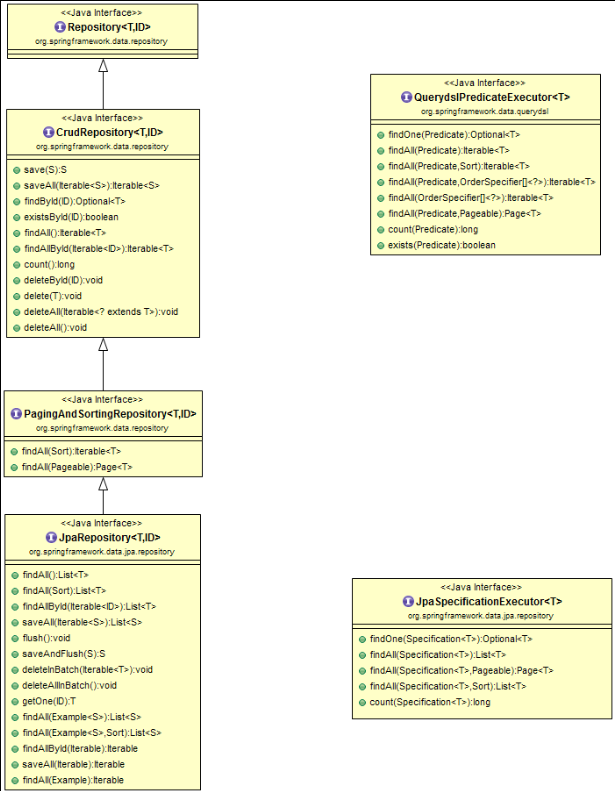 <<Java Interface>>
I Repository<T,ID>
org.springframework.data.repository
<<Java Interface>>
I CrudRepository<T,ID>
org.springframework.data.repository
save(S):S
saveAll(Iterable<S>):Iterable<S>
findById(ID):Optional<T>
existsById(ID):boolean
findAll():Iterable<T>
findAllById(Iterable<ID>):Iterable<T>
count():long
deleteById(ID):void
delete(T):void
deleteAll(Iterable<? extends T>):void
deleteAll():void
<<Java Interface>>
I PagingAndSortingRepository<T,ID>
org.springframework.data.repository
findAll(Sort):Iterable<T>
findAll(Pageable):Page<T>
<<Java Interface>>
I JpaRepository<T,ID>
org.springframework.data.jpa.repository
findAll():List<T>
findAll(Sort):List<T>
findAllById(Iterable<ID>):List<T>
saveAll(Iterable<S>):List<S>
flush():void
saveAndFlush(S):S
deleteInBatch(Iterable<T>):void
deleteAllInBatch():void
getOne(ID):T
findAll(Example<S>):List<S>
findAll(Example<S>,Sort):List<S>
findAllById(Iterable):Iterable
saveAll(Iterable):Iterable
findAll(Example):Iterable
<<Java Interface>>
I QuerydslPredicateExecutor<T>
org.springframework.data.querydsl
findOne(Predicate):Optional<T>
findAll(Predicate):Iterable<T>
findAll(Predicate,Sort):Iterable<T>
findAll(Predicate,OrderSpecifier[]<?>):Iterable<T>
findAll(OrderSpecifier[]<?>):Iterable<T>
findAll(Predicate,Pageable):Page<T>
count(Predicate):long
exists(Predicate):boolean
<<Java Interface>>
I JpaSpecificationExecutor<T>
org.springframework.data.jpa.repository
findOne(Specification<T>):Optional<T>
findAll(Specification<T>):List<T>
findAll(Specification<T>,Pageable):Page<T>
findAll(Specification<T>,Sort):List<T>
count(Specification<T>):long